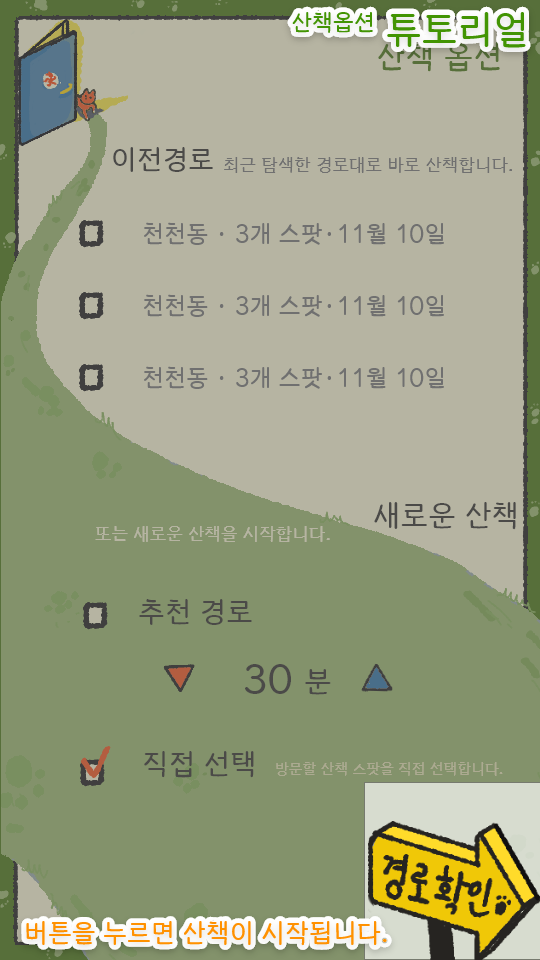 산책옵션 튜토리얼
산책 옵션
이전경로 최근 탐색한 경로대로 바로 산책합니다.
천천동 · 3개 스팟·11월 10일
천천동 · 3개 스팟·11월 10일
천천동 · 3개 스팟·11월 10일
새로운 산책
또는 새로운 산책을 시작합니다.
추천 경로
30 분
직접 선택 방문할 산책 스팟을 직접 선택합니다.
경로확인
버튼을 누르면 산책이 시작됩니다.